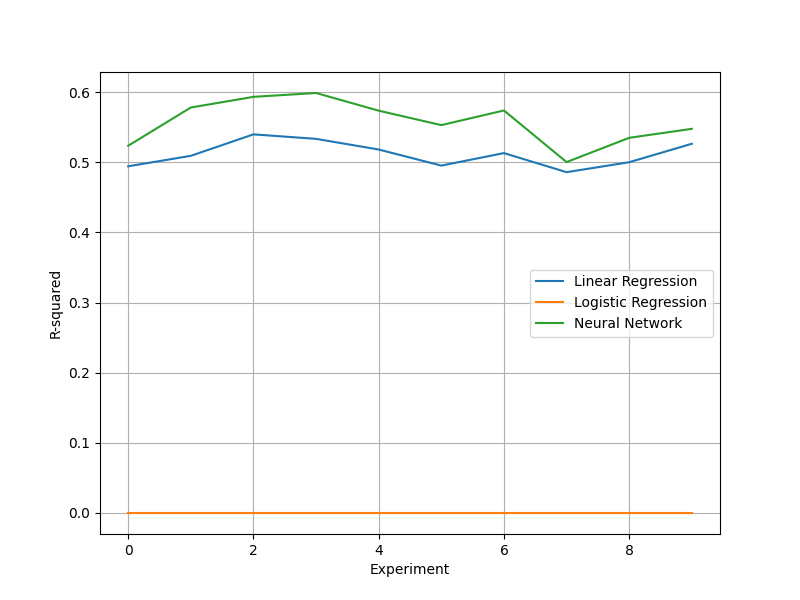 0.6
0.5
0.4
0.3
0.2
0.1
0.0
R-squared
Linear Regression
Logistic Regression
Neural Network
0 2 4 6 8
Experiment